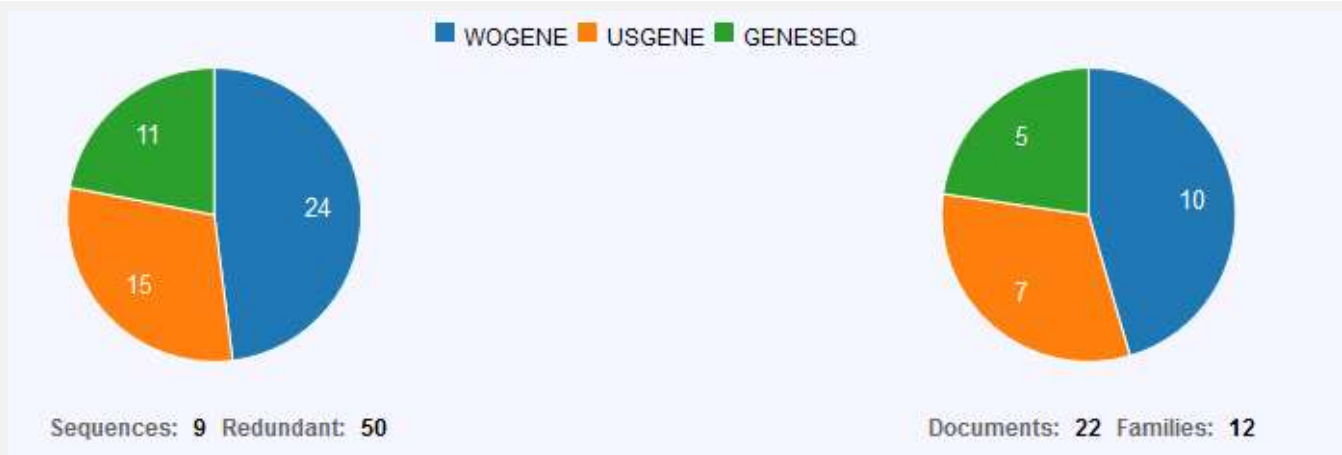 WOGENE USGENE GENESEQ
11
24
15
5
10
7
Sequences: 9 Redundant: 50
Documents: 22 Families: 12